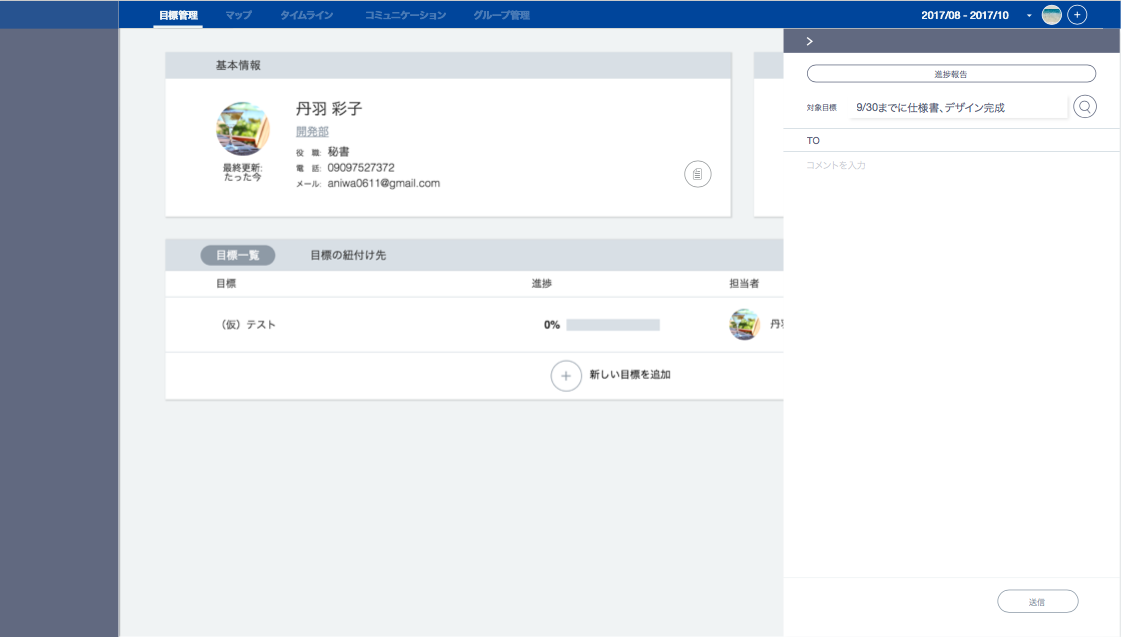 目標管理 マップ タイムライン コミュニケーション グループ管理 2017/08 - 2017/10
基本情報
丹羽 彩子
開発部
役 職: 秘書
電 話: 09097527372
メール: aniwa0611@gmail.com
最終更新:
たった今
目標一覧 目標の紐付け先
目標 進捗 担当者
（仮）テスト 0% 丹羽
新しい目標を追加
進捗報告
対象目標 9/30までに仕様書、デザイン完成
TO
コメントを入力
送信